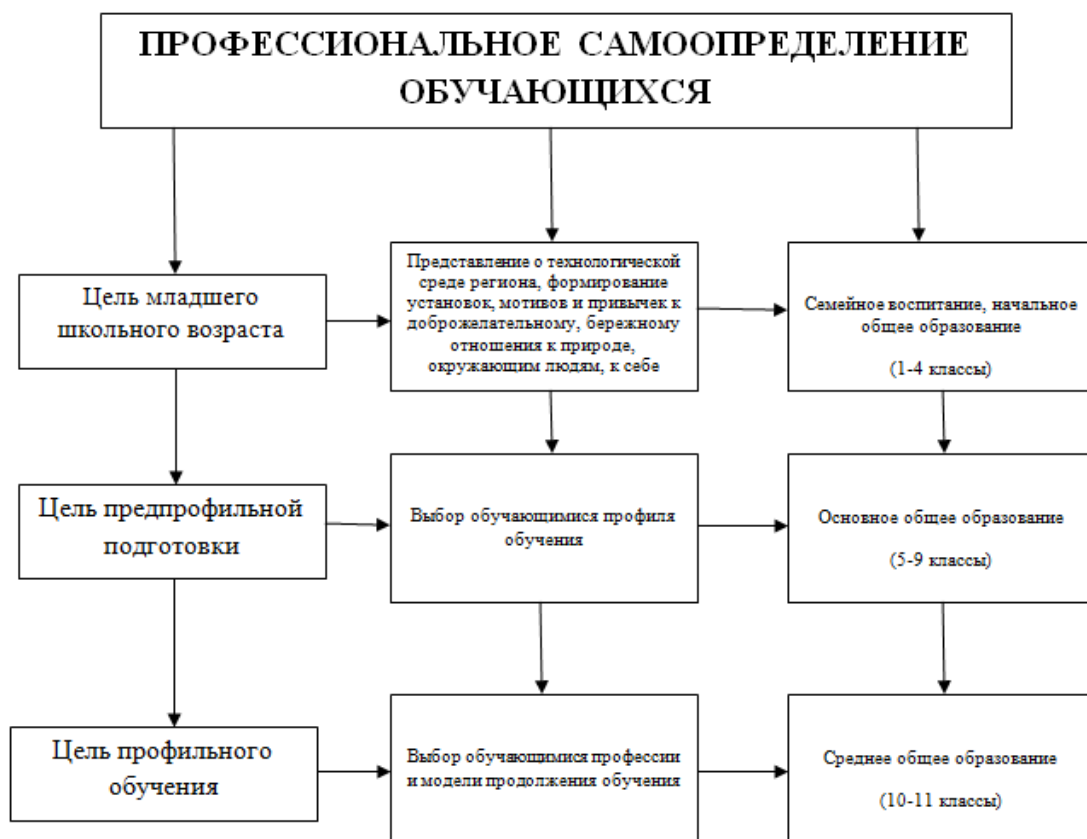 ПРОФЕССИОНАЛЬНОЕ САМООПРЕДЕЛЕНИЕ
ОБУЧАЮЩИХСЯ
Цель младшего
школьного возраста
Представление о технологической
среде региона, формирование
установок, мотивов и привычек к
доброжелательному, бережному
отношения к природе,
окружающим людям, к себе
Семейное воспитание, начальное
общее образование
(1-4 классы)
Цель предпрофильной
подготовки
Выбор обучающимися профиля
обучения
Основное общее образование
(5-9 классы)
Цель профильного
обучения
Выбор обучающимися профессии
и модели продолжения обучения
Среднее общее образование
(10-11 классы)